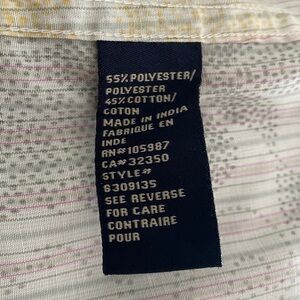 55% POLYESTER/
POLYESTER
45% COTTON/
COTON
MADE IN INDIA
FABRIQUE EN
INDE
RN#105987
CA#32350
STYLE#
6309135
SEE REVERSE
FOR CARE
CONTRAIRE
POUR